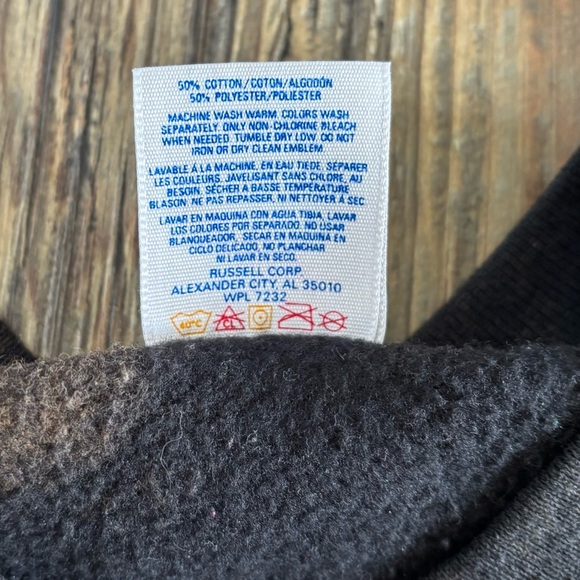 50% COTTON/COTON/ALGODÓN
50% POLYESTER/POLIESTER
MACHINE WASH WARM. COLORS WASH
SEPARATELY. ONLY NON-CHLORINE BLEACH
WHEN NEEDED. TUMBLE DRY LOW. DO NOT
IRON OR DRY CLEAN EMBLEM
LAVABLE Á LA MACHINE, EN EAU TIEDE, SÉPARER
LES COULEURS. JAVELISANT SANS CHLORE, AU
BESOIN, SÉCHER A BASSE TEMPÉRATURE
BLASON, NE PAS REPASSER, NI NETTOYER Á SEC
LAVAR EN MAQUINA CON AGUA TIBIA, LAVAR
LOS COLORES POR SEPARADO. NO USAR
BLANQUEADOR, SECAR EN MAQUINA EN
CICLO DELICADO, NO PLANCHAR
NI LAVAR EN SECO.
RUSSELL CORP.
ALEXANDER CITY, AL 35010
WPL 7232
40°C CL